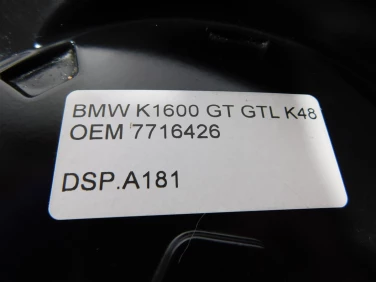 BMW K1600 GT GTL K48
OEM 7716426
DSP.A181